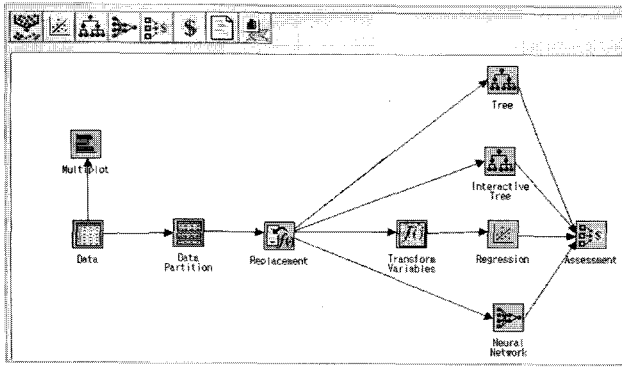 Tree
Multiplot
Interactive
Tree
Data
Data
Partition
Replacement
Transform
Variables
Regression
Assessment
Neural
Network